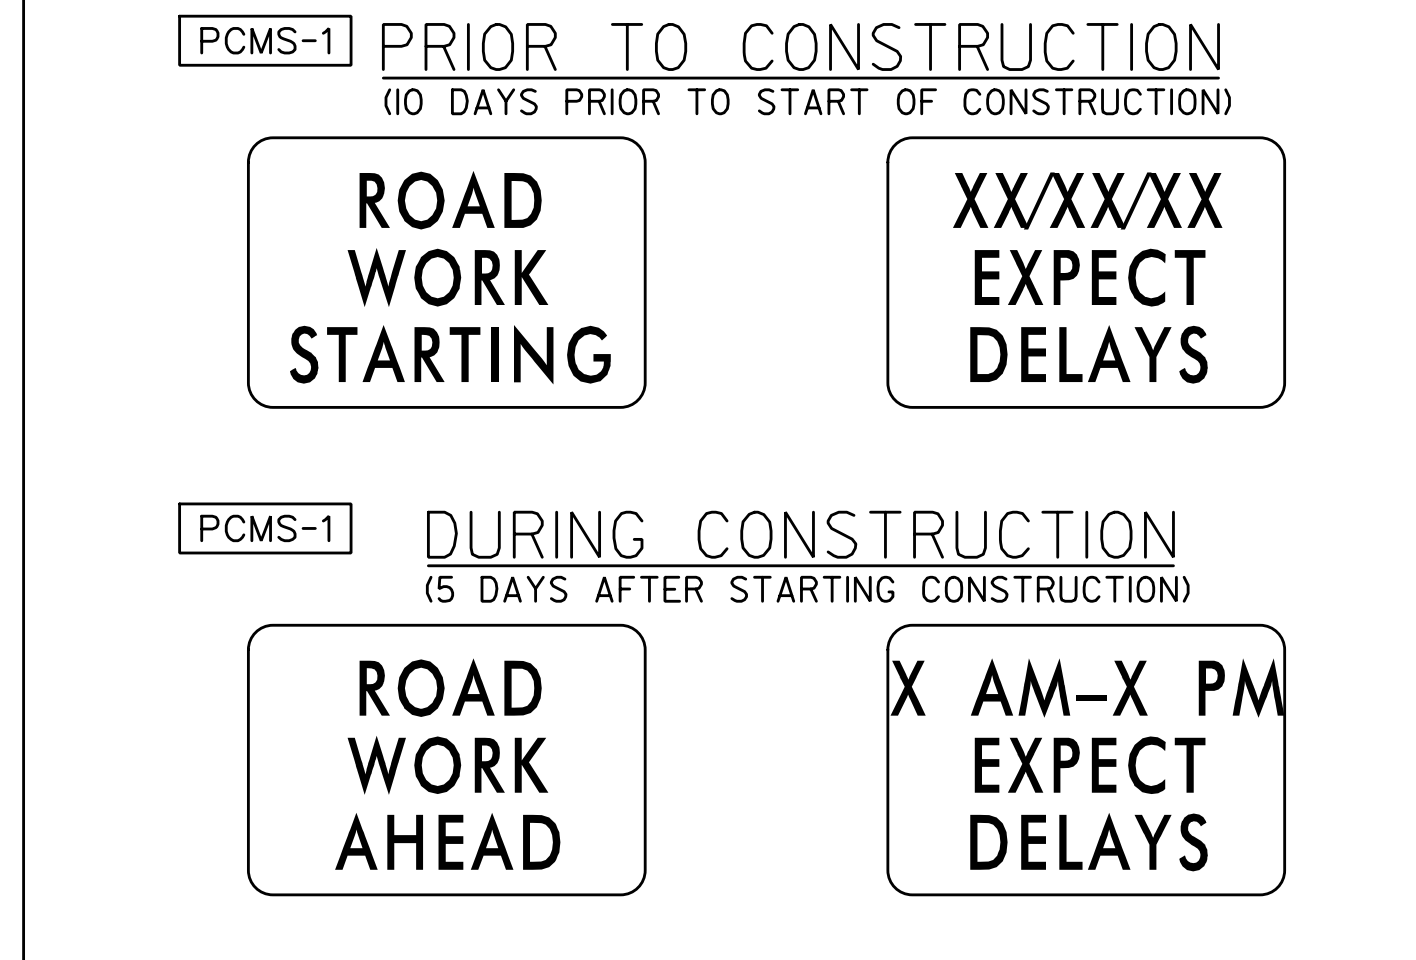 PCMS-1 PRIOR TO CONSTRUCTION
(10 DAYS PRIOR TO START OF CONSTRUCTION)
ROAD
WORK
STARTING
XX/XX/XX
EXPECT
DELAYS
PCMS-1 DURING CONSTRUCTION
(5 DAYS AFTER STARTING CONSTRUCTION)
ROAD
WORK
AHEAD
X AM-X PM
EXPECT
DELAYS